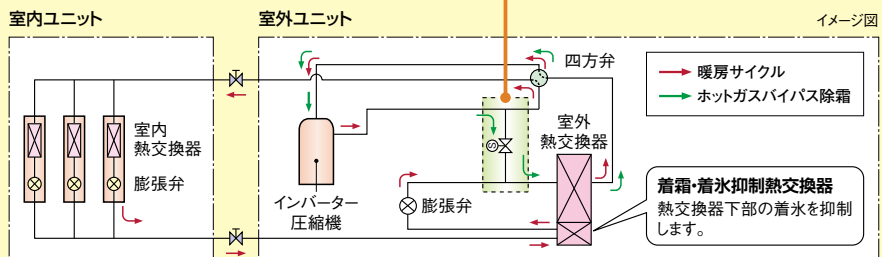 室内ユニット
室外ユニット
イメージ図
四方弁
暖房サイクル
ホットガスバイパス除霜
室内
熱交換器
膨張弁
インバーター
圧縮機
S
膨張弁
室外
熱交換器
着霜・着氷抑制熱交換器
熱交換器下部の着氷を抑制
します。